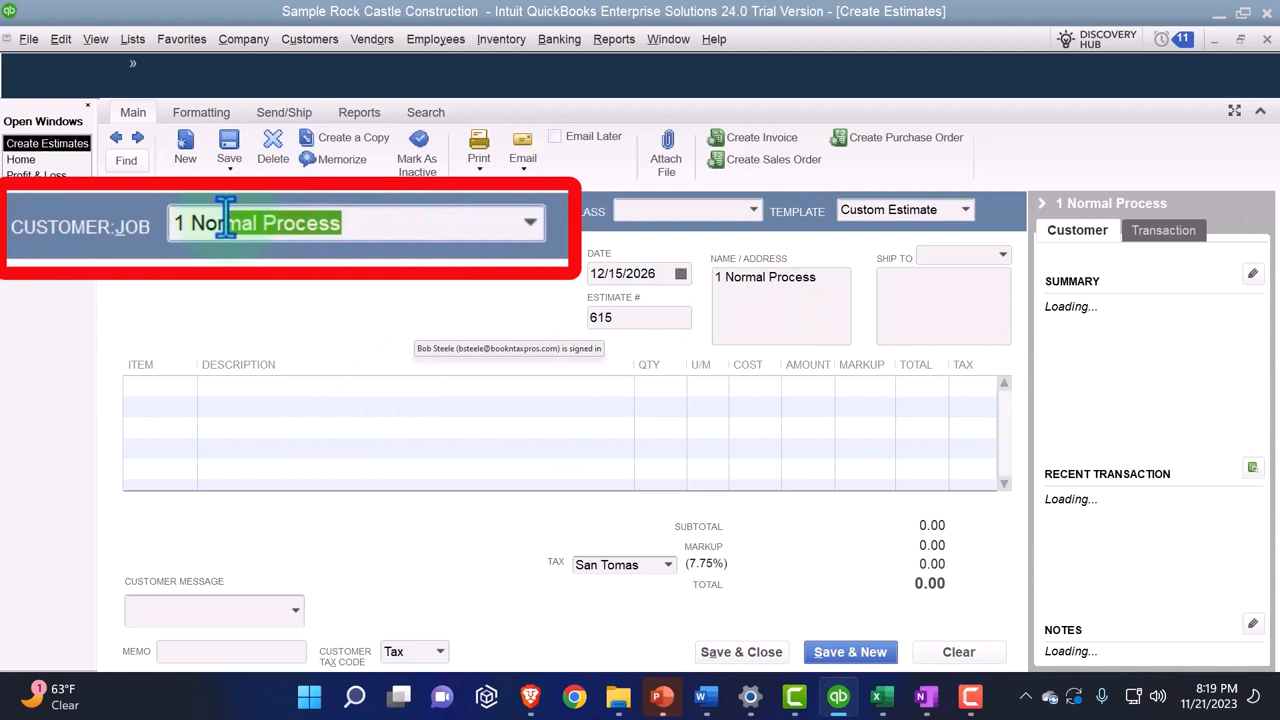 Sample Rock Castle Construction - Intuit QuickBooks Enterprise Solutions 24.0 Trial Version - [Create Estimates]
File Edit View Lists Favorites Company Customers Vendors Employees Inventory Banking Reports Window Help
DISCOVERY HUB 11
»
Open Windows
Create Estimates
Home
Profit & Loss
Main Formatting Send/Ship Reports Search
Find
New
Save
Delete
Create a Copy
Memorize
Mark As Inactive
Print
Email
Email Later
Attach File
Create Invoice
Create Sales Order
Create Purchase Order
CUSTOMER:JOB 1 Normal Process
TEMPLATE Custom Estimate
DATE
12/15/2026
ESTIMATE #
615
NAME / ADDRESS
1 Normal Process
SHIP TO
Bob Steele (bsteele@bookntaxpros.com) is signed in
ITEM DESCRIPTION QTY U/M COST AMOUNT MARKUP TOTAL TAX
SUBTOTAL 0.00
MARKUP 0.00
TAX San Tomas (7.75%) 0.00
TOTAL 0.00
CUSTOMER MESSAGE
MEMO
CUSTOMER TAX CODE Tax
Save & Close Save & New Clear
1 Normal Process
Customer Transaction
SUMMARY
Loading...
RECENT TRANSACTION
Loading...
NOTES
Loading...
1
63°F
Clear
8:19 PM
11/21/2023